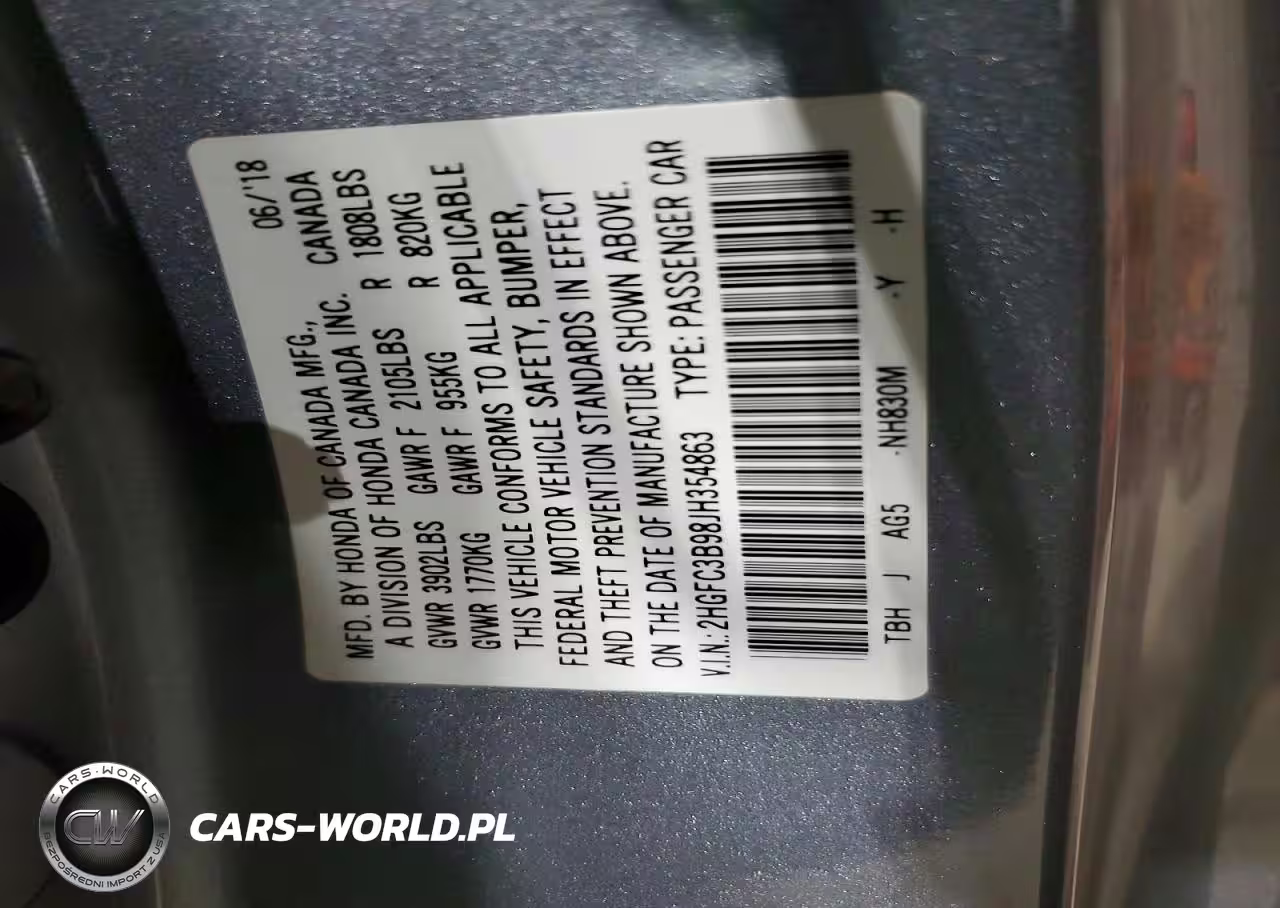 06/'18
MFD. BY HONDA OF CANADA MFG., CANADA
A DIVISION OF HONDA CANADA INC.
GVWR 3902LBS GAWR F 2105LBS R 1808LBS
GVWR 1770KG GAWR F 955KG R 820KG
THIS VEHICLE CONFORMS TO ALL APPLICABLE
FEDERAL MOTOR VEHICLE SAFETY, BUMPER,
AND THEFT PREVENTION STANDARDS IN EFFECT
ON THE DATE OF MANUFACTURE SHOWN ABOVE.
V.I.N.: 2HGFC3B98JH354863 TYPE: PASSENGER CAR
TBH J AG5 -NH830M -Y -H
CARS-WORLD
CW
BEZPOŚREDNI IMPORT Z USA
CARS-WORLD.PL